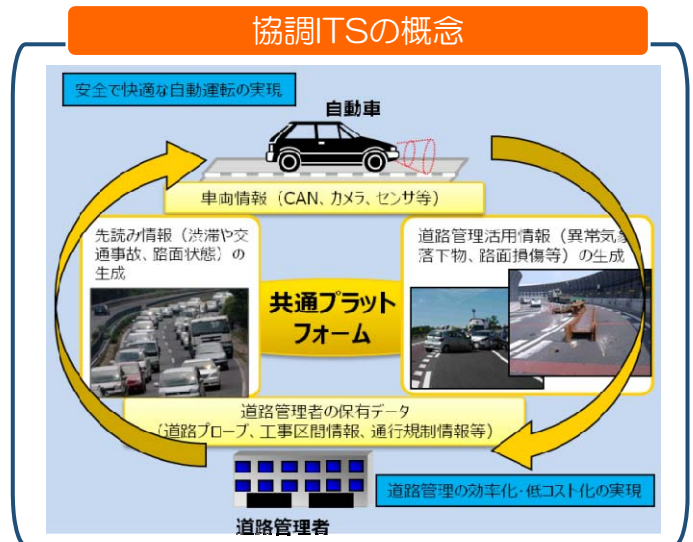 協調ITSの概念
安全で快適な自動運転の実現
自動車
車両情報（CAN、カメラ、センサ等）
先読み情報（渋滞や交
通事故、路面状態）の
生成
道路管理活用情報（異常気象
落下物、路面損傷等）の生成
共通プラット
フォーム
道路管理者の保有データ
（道路プローブ、工事区間情報、通行規制情報等）
道路管理の効率化・低コスト化の実現
道路管理者